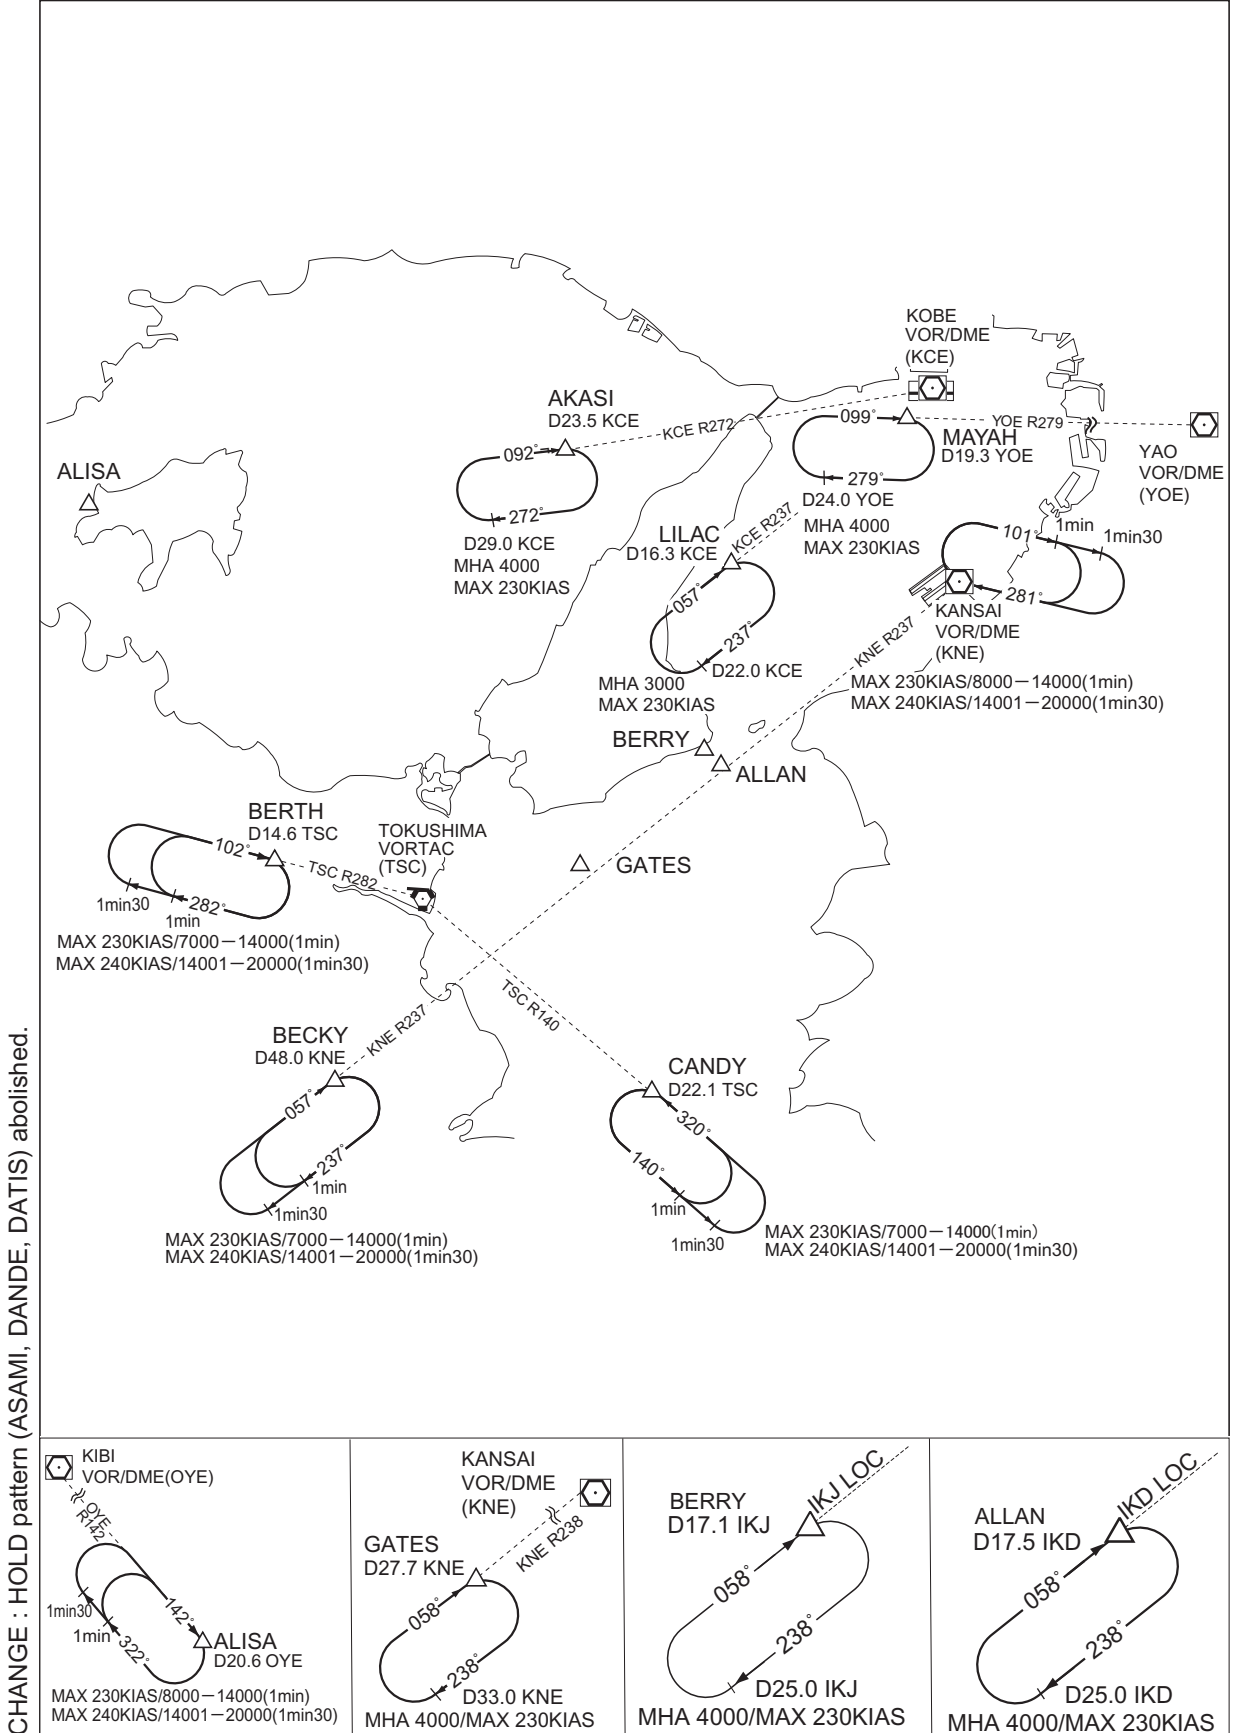 KOBE
VOR/DME
(KCE)
AKASI
D23.5 KCE
KCE R272
092°
272°
D29.0 KCE
MHA 4000
MAX 230KIAS
099°
YOE R279
MAYAH
D19.3 YOE
279°
D24.0 YOE
MHA 4000
MAX 230KIAS
YAO
VOR/DME
(YOE)
ALISA
LILAC
D16.3 KCE
KCE R237
057°
237°
D22.0 KCE
MHA 3000
MAX 230KIAS
101°
1min
1min30
281°
KANSAI
VOR/DME
(KNE)
KNE R237
MAX 230KIAS/8000－14000(1min)
MAX 240KIAS/14001－20000(1min30)
BERRY
ALLAN
BERTH
D14.6 TSC
102°
TSC R282
282°
1min30
1min
MAX 230KIAS/7000－14000(1min)
MAX 240KIAS/14001－20000(1min30)
TOKUSHIMA
VORTAC
(TSC)
GATES
TSC R140
BECKY
D48.0 KNE
KNE R237
057°
237°
1min
1min30
MAX 230KIAS/7000－14000(1min)
MAX 240KIAS/14001－20000(1min30)
CANDY
D22.1 TSC
320°
140°
1min
1min30
MAX 230KIAS/7000－14000(1min)
MAX 240KIAS/14001－20000(1min30)
CHANGE : HOLD pattern (ASAMI, DANDE, DATIS) abolished.
KIBI
VOR/DME(OYE)
OYE
R142
142°
322°
1min30
1min
ALISA
D20.6 OYE
MAX 230KIAS/8000－14000(1min)
MAX 240KIAS/14001－20000(1min30)
KANSAI
VOR/DME
(KNE)
KNE R238
GATES
D27.7 KNE
058°
238°
D33.0 KNE
MHA 4000/MAX 230KIAS
IKJ LOC
BERRY
D17.1 IKJ
058°
238°
D25.0 IKJ
MHA 4000/MAX 230KIAS
IKD LOC
ALLAN
D17.5 IKD
058°
238°
D25.0 IKD
MHA 4000/MAX 230KIAS